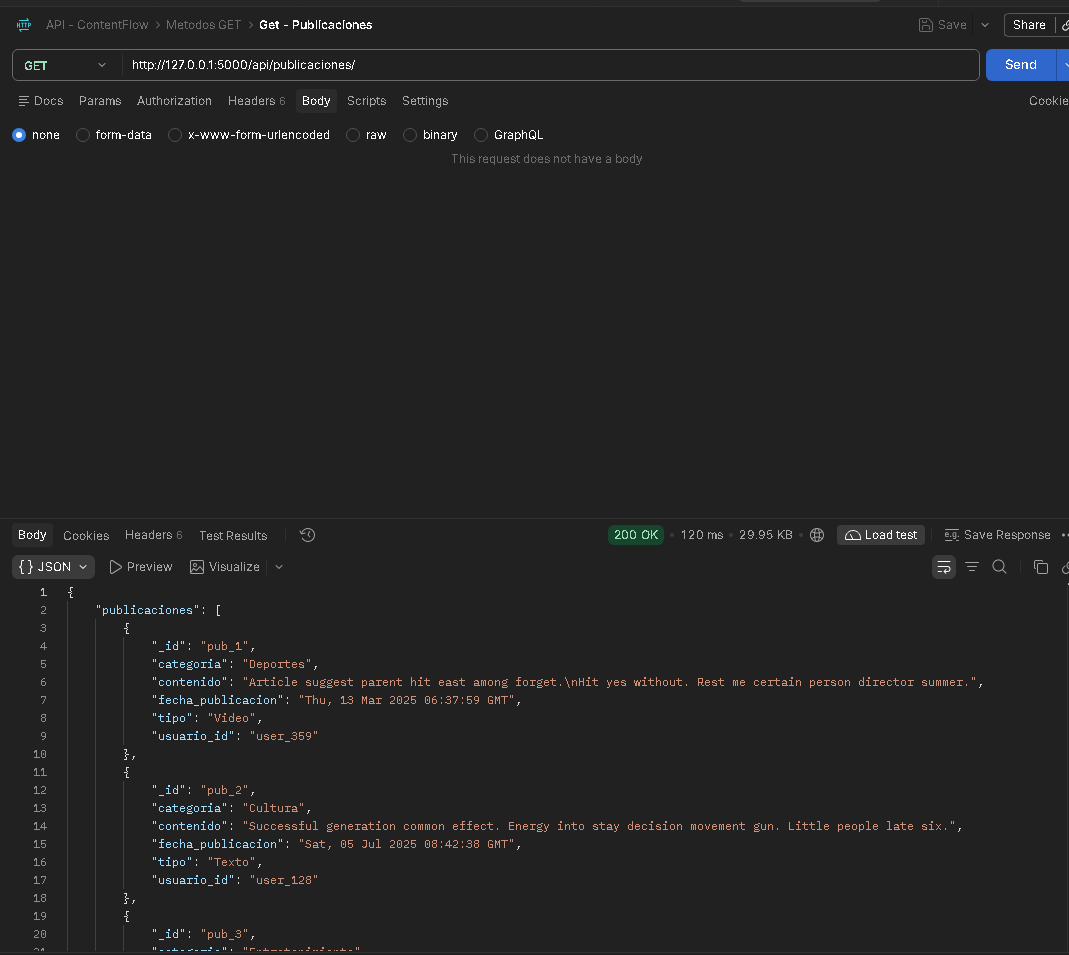 HTTP API - ContentFlow > Metodos GET > Get - Publicaciones Save Share
GET http://127.0.0.1:5000/api/publicaciones/ Send
Docs Params Authorization Headers 6 Body Scripts Settings Cookie
none form-data x-www-form-urlencoded raw binary GraphQL
This request does not have a body
Body Cookies Headers 6 Test Results 200 OK • 120 ms • 29.95 KB • Load test e.g. Save Response
{} JSON Preview Visualize
1 {
2 "publicaciones": [
3 {
4 "_id": "pub_1",
5 "categoria": "Deportes",
6 "contenido": "Article suggest parent hit east among forget.\nHit yes without. Rest me certain person director summer.",
7 "fecha_publicacion": "Thu, 13 Mar 2025 06:37:59 GMT",
8 "tipo": "Video",
9 "usuario_id": "user_359"
10 },
11 {
12 "_id": "pub_2",
13 "categoria": "Cultura",
14 "contenido": "Successful generation common effect. Energy into stay decision movement gun. Little people late six.",
15 "fecha_publicacion": "Sat, 05 Jul 2025 08:42:38 GMT",
16 "tipo": "Texto",
17 "usuario_id": "user_128"
18 },
19 {
20 "_id": "pub_3",
21 "categoria": "Entretenimiento"